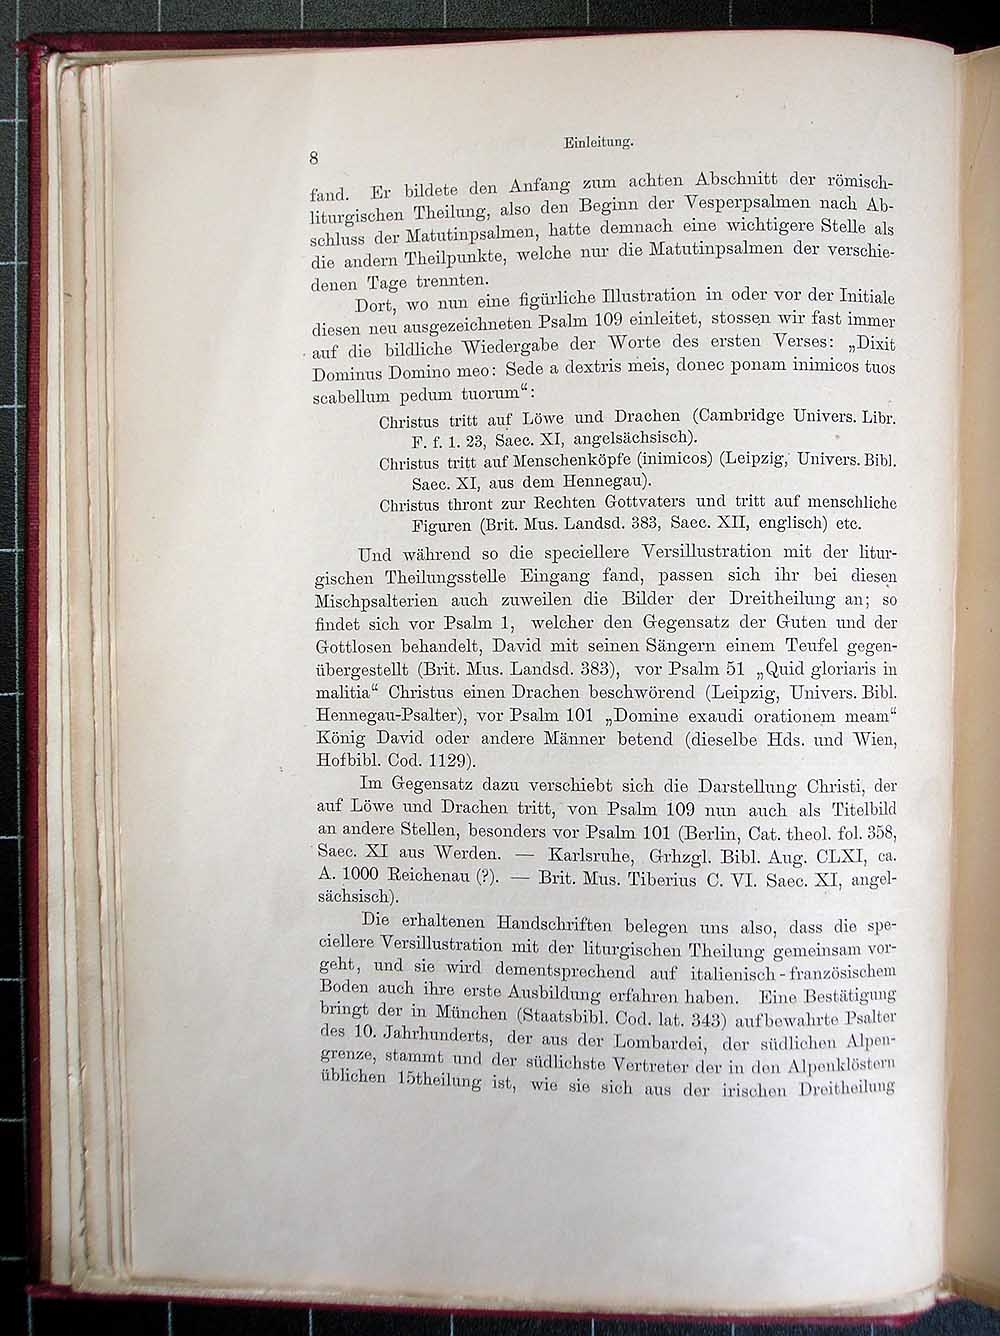 8
Einleitung.
fand. Er bildete den Anfang zum achten Abschnitt der römisch-
liturgischen Theilung, also den Beginn der Vesperpsalmen nach Ab-
schluss der Matutinpsalmen, hatte demnach eine wichtigere Stelle als
die andern Theilpunkte, welche nur die Matutinpsalmen der verschie-
denen Tage trennten.
Dort, wo nun eine figürliche Illustration in oder vor der Initiale
diesen neu ausgezeichneten Psalm 109 einleitet, stossen wir fast immer
auf die bildliche Wiedergabe der Worte des ersten Verses: „Dixit
Dominus Domino meo: Sede a dextris meis, donec ponam inimicos tuos
scabellum pedum tuorum“:
Christus tritt auf Löwe und Drachen (Cambridge Univers. Libr.
F. f. 1. 23, Saec. XI, angelsächsisch).
Christus tritt auf Menschenköpfe (inimicos) (Leipzig, Univers. Bibl.
Saec. XI, aus dem Hennegau).
Christus thront zur Rechten Gottvaters und tritt auf menschliche
Figuren (Brit. Mus. Landsd. 383, Saec. XII, englisch) etc.
Und während so die speciellere Versillustration mit der litur-
gischen Theilungsstelle Eingang fand, passen sich ihr bei diesen
Mischpsalterien auch zuweilen die Bilder der Dreitheilung an; so
findet sich vor Psalm 1, welcher den Gegensatz der Guten und der
Gottlosen behandelt, David mit seinen Sängern einem Teufel gegen-
übergestellt (Brit. Mus. Landsd. 383), vor Psalm 51 „Quid gloriaris in
malitia“ Christus einen Drachen beschwörend (Leipzig, Univers. Bibl.
Hennegau-Psalter), vor Psalm 101 „Domine exaudi orationem meam“
König David oder andere Männer betend (dieselbe Hds. und Wien,
Hofbibl. Cod. 1129).
Im Gegensatz dazu verschiebt sich die Darstellung Christi, der
auf Löwe und Drachen tritt, von Psalm 109 nun auch als Titelbild
an andere Stellen, besonders vor Psalm 101 (Berlin, Cat. theol. fol. 358,
Saec. XI aus Werden. — Karlsruhe, Grhzgl. Bibl. Aug. CLXI, ca.
A. 1000 Reichenau (?). — Brit. Mus. Tiberius C. VI. Saec. XI, angel-
sächsisch).
Die erhaltenen Handschriften belegen uns also, dass die spe-
ciellere Versillustration mit der liturgischen Theilung gemeinsam vor-
geht, und sie wird dementsprechend auf italienisch-französischem
Boden auch ihre erste Ausbildung erfahren haben. Eine Bestätigung
bringt der in München (Staatsbibl. Cod. lat. 343) aufbewahrte Psalter
des 10. Jahrhunderts, der aus der Lombardei, der südlichen Alpen-
grenze, stammt und der südlichste Vertreter der in den Alpenklöstern
üblichen 15theilung ist, wie sie sich aus der irischen Dreitheilung